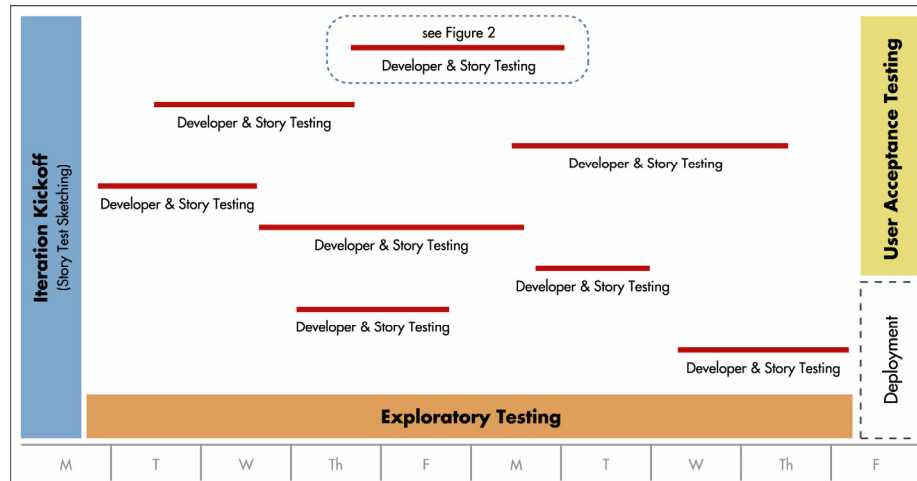 Iteration Kickoff
(Story Test Sketching)
see Figure 2
Developer & Story Testing
Developer & Story Testing
Developer & Story Testing
Developer & Story Testing
Developer & Story Testing
Developer & Story Testing
Developer & Story Testing
Developer & Story Testing
User Acceptance Testing
Deployment
Exploratory Testing
M T W Th F M T W Th F